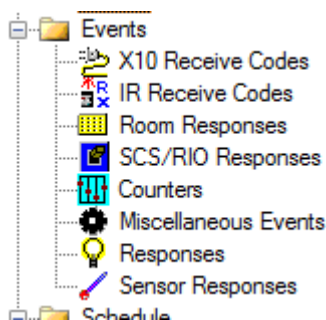 Events
X10 Receive Codes
IR Receive Codes
Room Responses
SCS/RIO Responses
Counters
Miscellaneous Events
Responses
Sensor Responses
Schedule